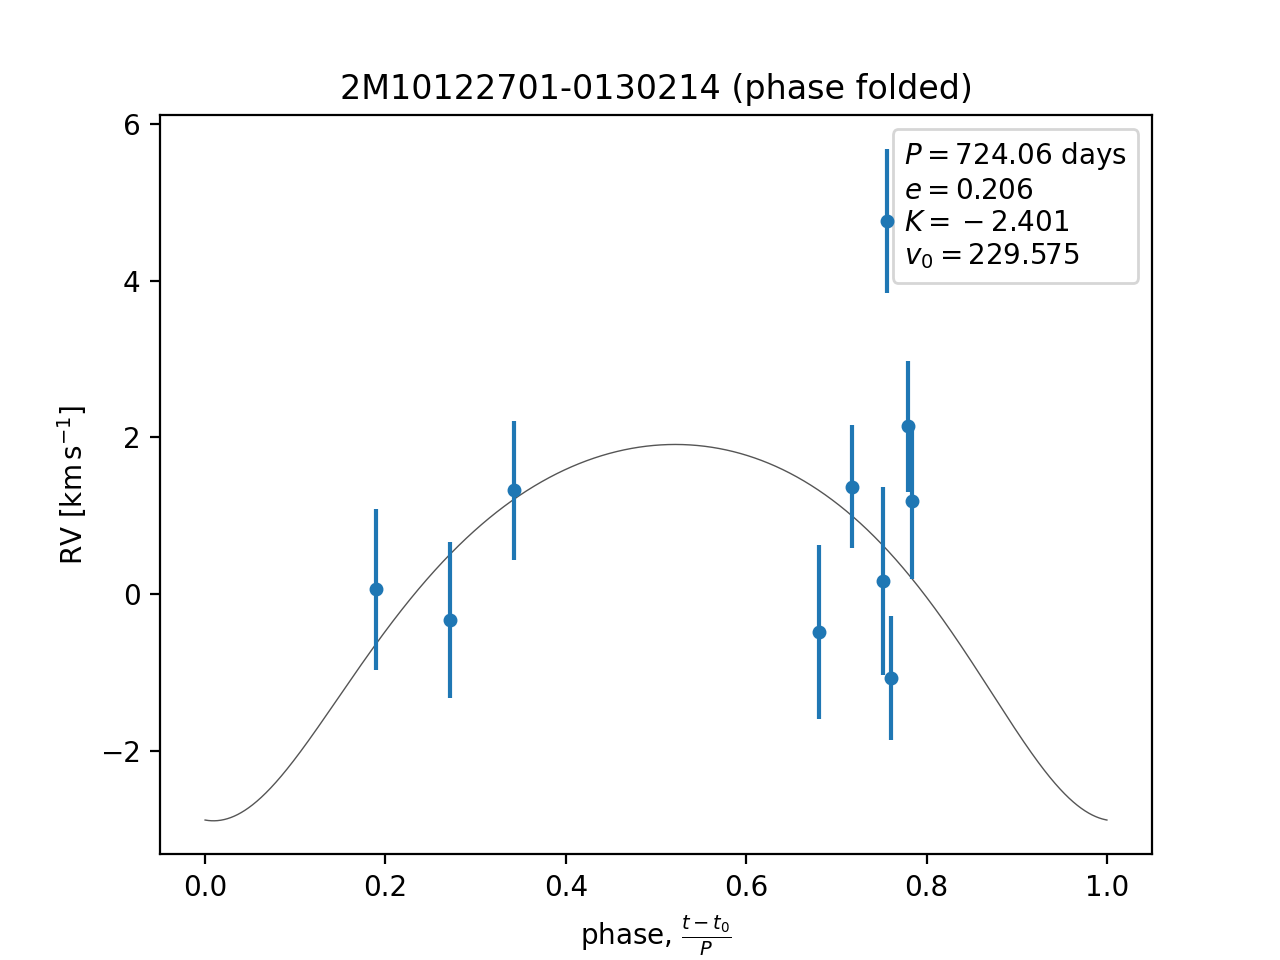 2M10122701-0130214 (phase folded)
P = 724.06 days
e = 0.206
K = −2.401
v₀ = 229.575
RV [km s⁻¹]
6
4
2
0
−2
0.0 0.2 0.4 0.6 0.8 1.0
phase, (t − t₀)/P